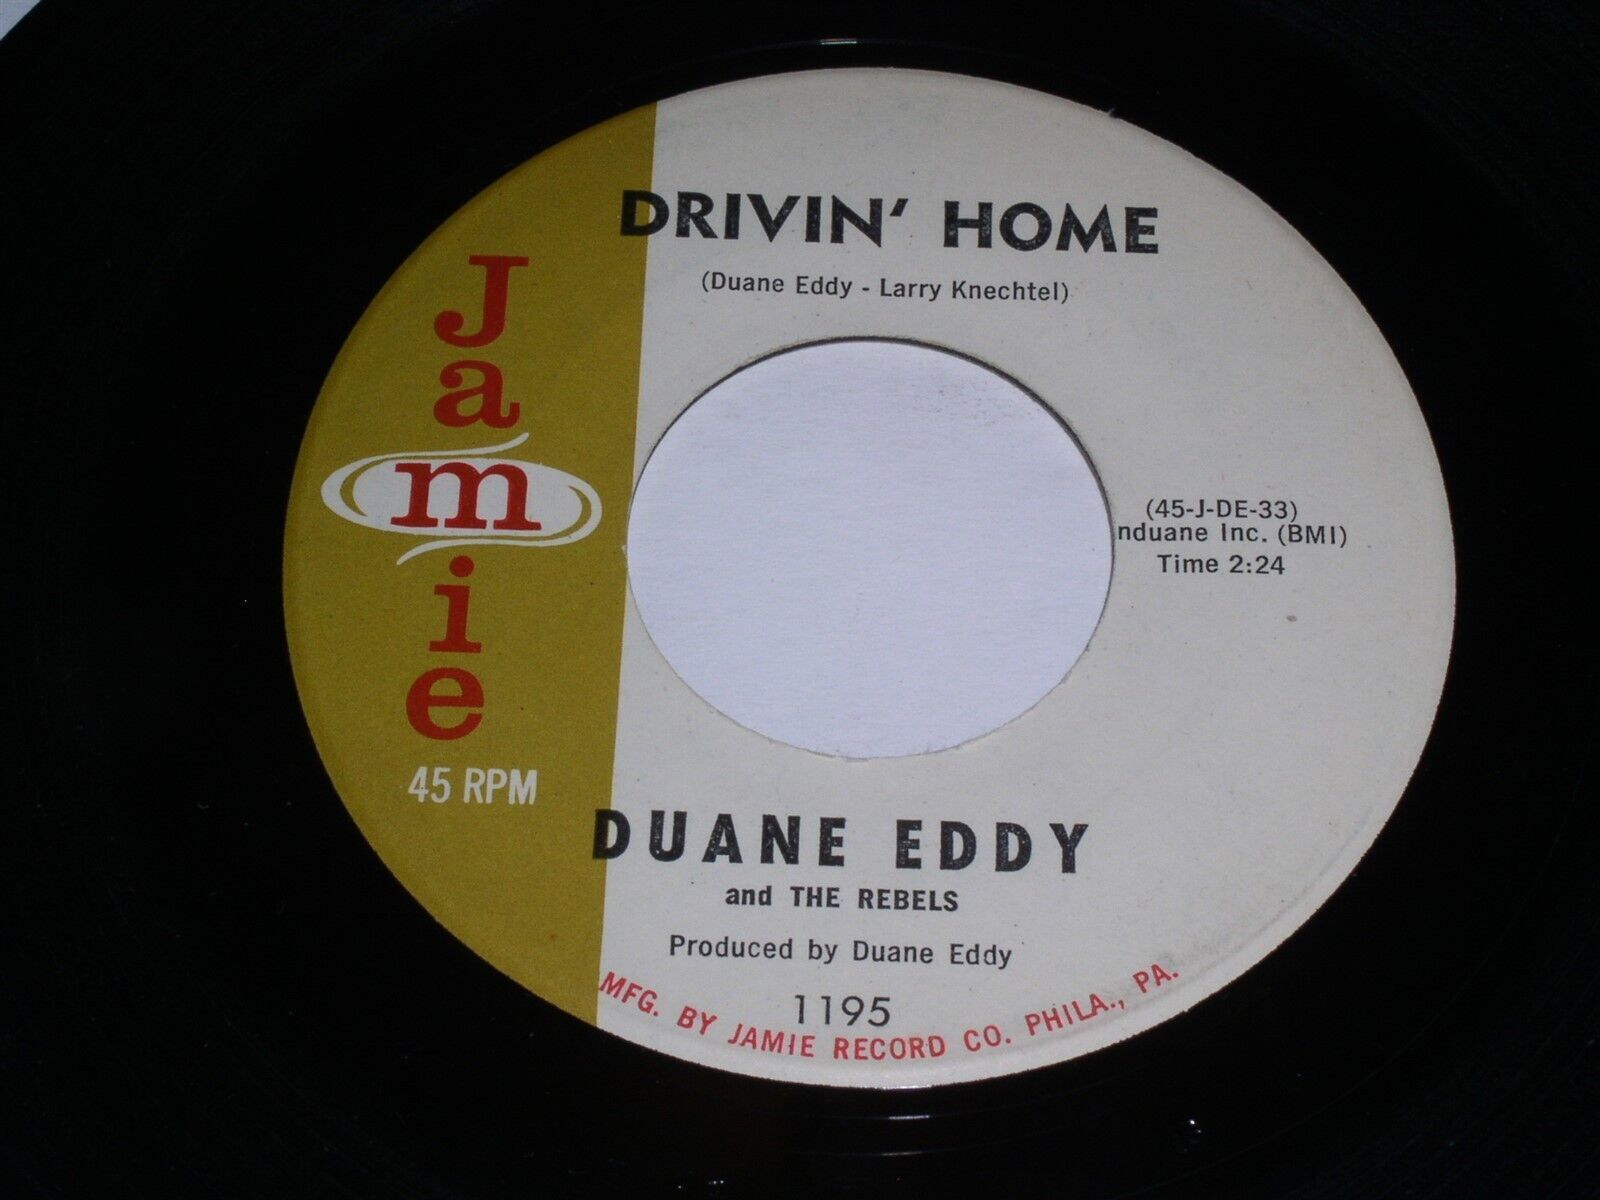 DRIVIN' HOME
(Duane Eddy - Larry Knechtel)
Jamie
45 RPM
(45-J-DE-33)
nduane Inc. (BMI)
Time 2:24
DUANE EDDY
and THE REBELS
Produced by Duane Eddy
1195
MFG. BY JAMIE RECORD CO. PHILA., PA.